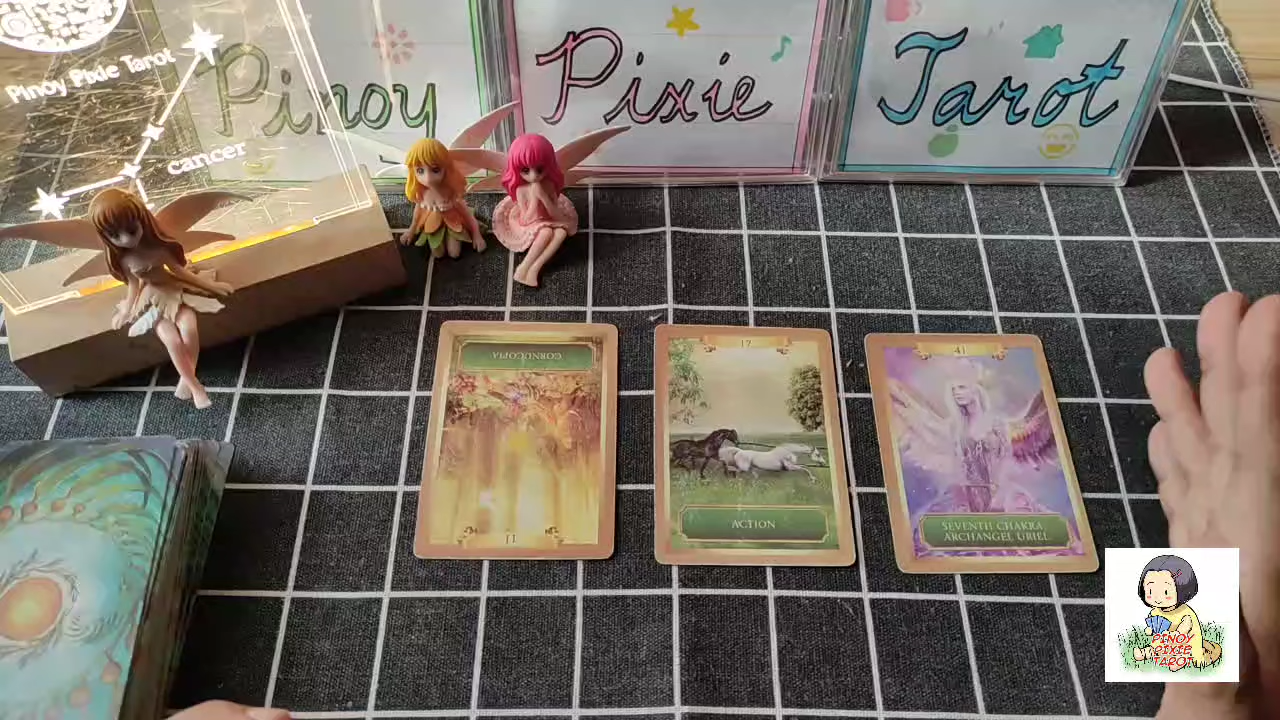 Pinoy Pixie Tarot
cancer
Pinoy
Pixie
Tarot
CORNUCOPIA
11
17
ACTION
41
SEVENTH CHAKRA
ARCHANGEL URIEL
PINOY
PIXIE
TAROT